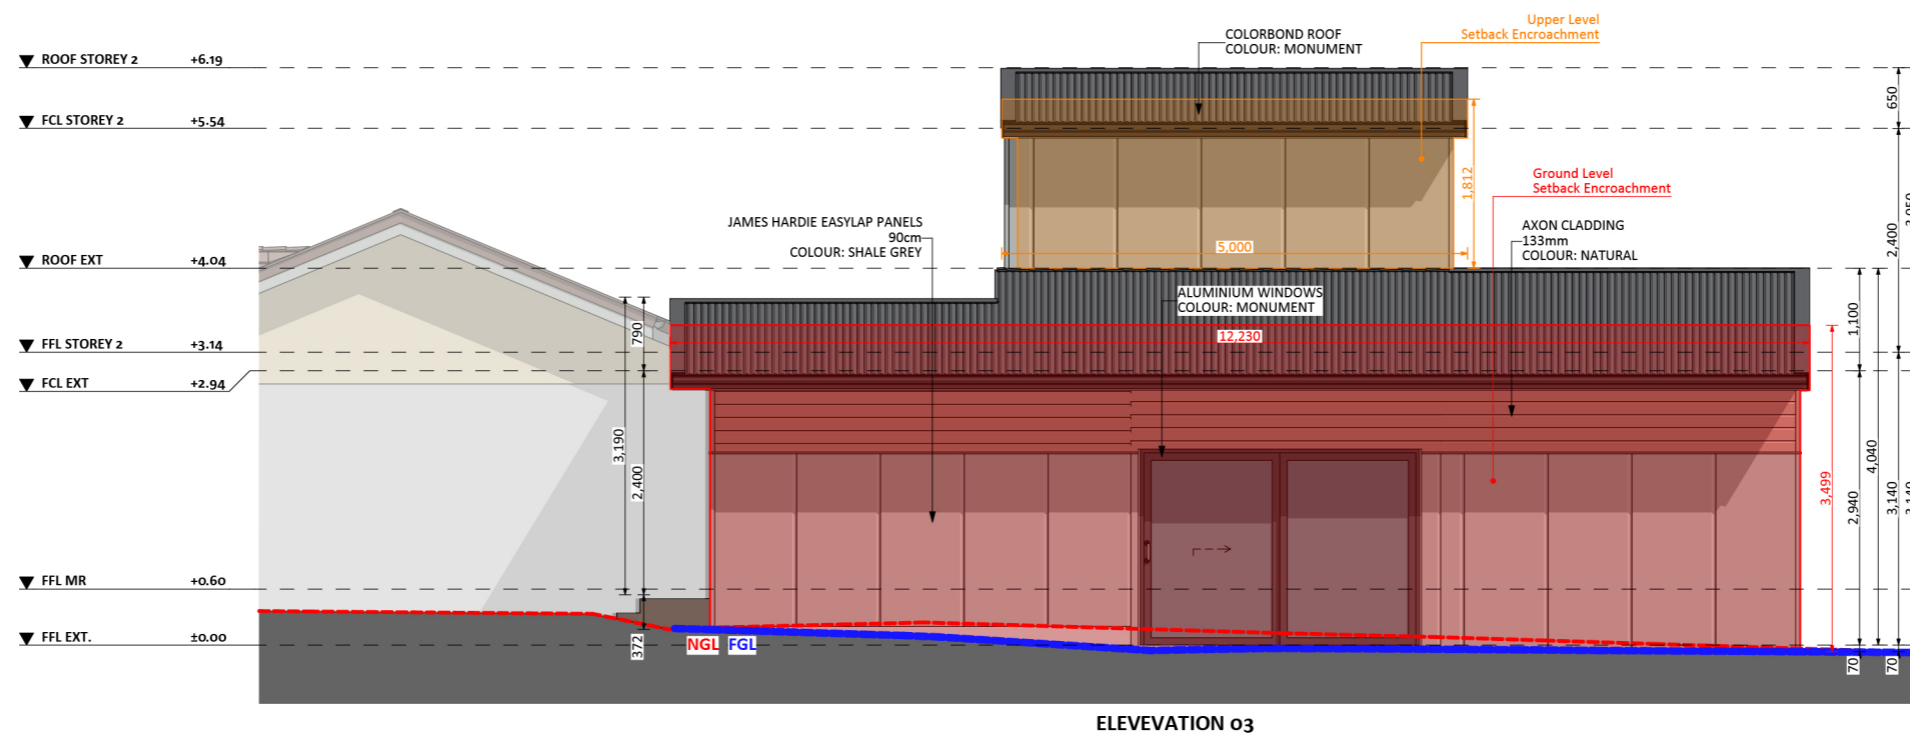 Upper Level
Setback Encroachment
COLORBOND ROOF
COLOUR: MONUMENT
ROOF STOREY 2 +6.19
650
FCL STOREY 2 +5.54
1,812
Ground Level
Setback Encroachment
JAMES HARDIE EASYLAP PANELS
90cm
COLOUR: SHALE GREY
AXON CLADDING
133mm
COLOUR: NATURAL
5,000
2,400
ROOF EXT +4.04
ALUMINIUM WINDOWS
COLOUR: MONUMENT
790
12,230
1,100
FFL STOREY 2 +3.14
FCL EXT +2.94
3,190
2,400
4,040
3,499
2,940
3,140
FFL MR +0.60
FFL EXT. ±0.00
372
NGL FGL
70
70
ELEVEVATION 03